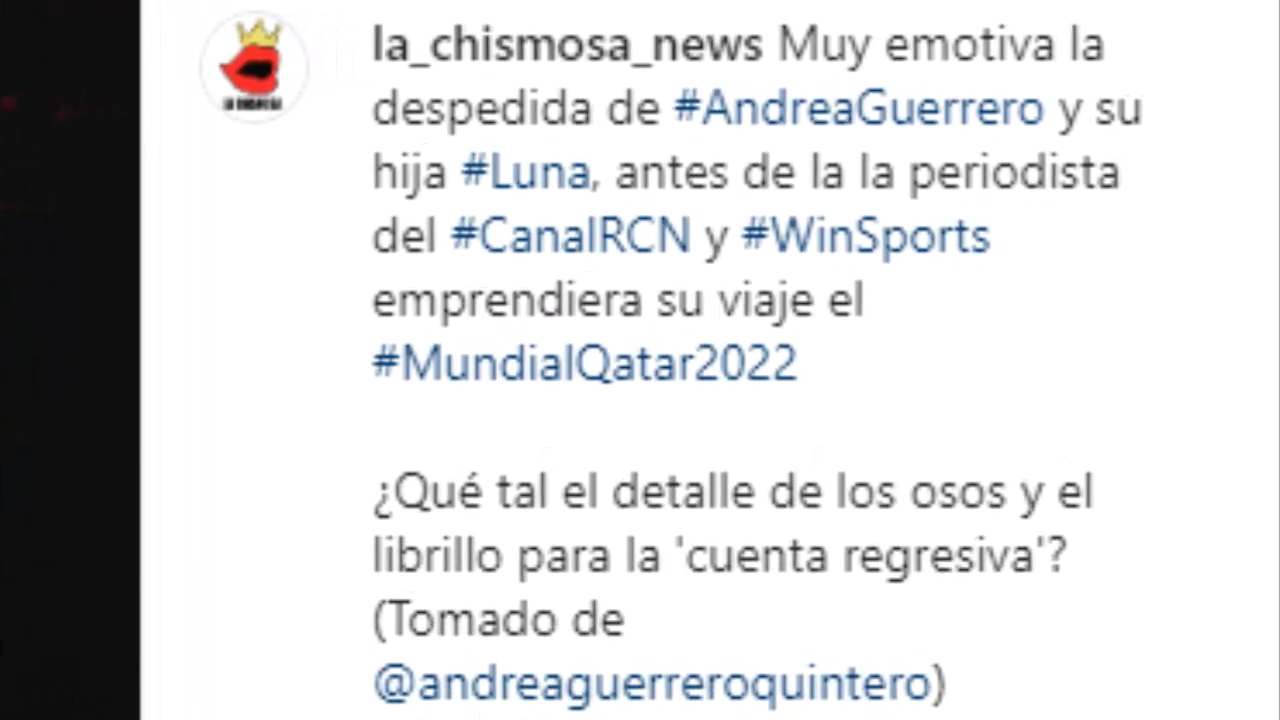 la_chismosa_news Muy emotiva la
despedida de #AndreaGuerrero y su
hija #Luna, antes de la la periodista
del #CanalRCN y #WinSports
emprendiera su viaje el
#MundialQatar2022
¿Qué tal el detalle de los osos y el
librillo para la 'cuenta regresiva'?
(Tomado de
@andreaguerreroquintero)